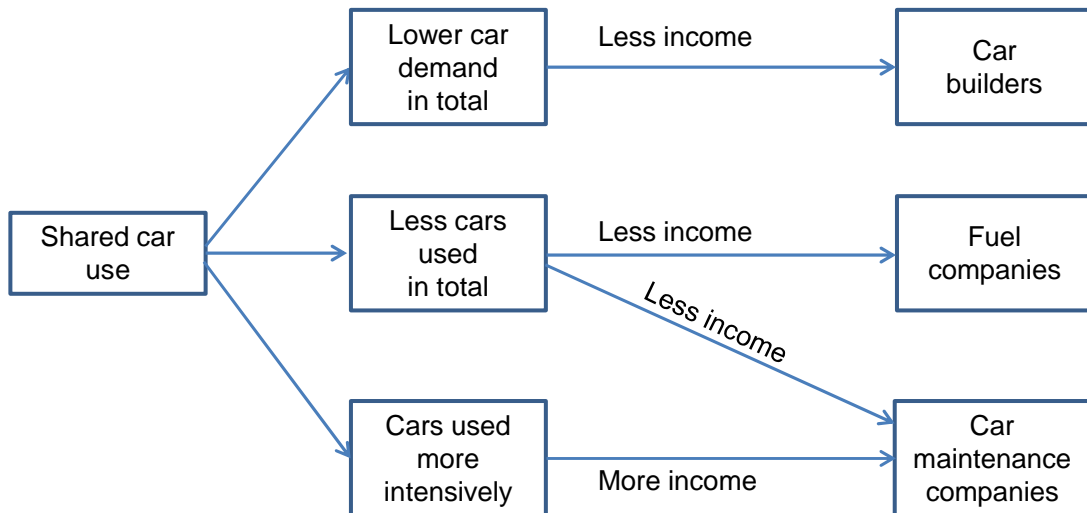 Lower car
demand
in total
Less income
Car
builders
Shared car
use
Less cars
used
in total
Less income
Fuel
companies
Less income
Cars used
more
intensively
More income
Car
maintenance
companies